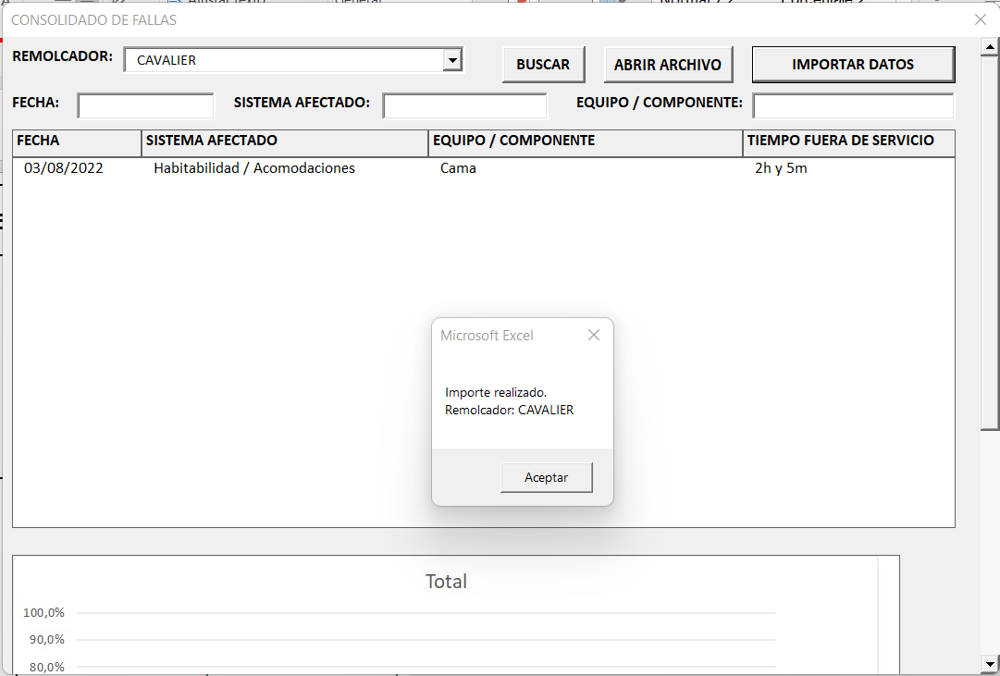 CONSOLIDADO DE FALLAS
REMOLCADOR: CAVALIER BUSCAR ABRIR ARCHIVO IMPORTAR DATOS
FECHA: SISTEMA AFECTADO: EQUIPO / COMPONENTE:
FECHA SISTEMA AFECTADO EQUIPO / COMPONENTE TIEMPO FUERA DE SERVICIO
03/08/2022 Habitabilidad / Acomodaciones Cama 2h y 5m
Microsoft Excel
Importe realizado.
Remolcador: CAVALIER
Aceptar
Total
100,0%
90,0%
80,0%